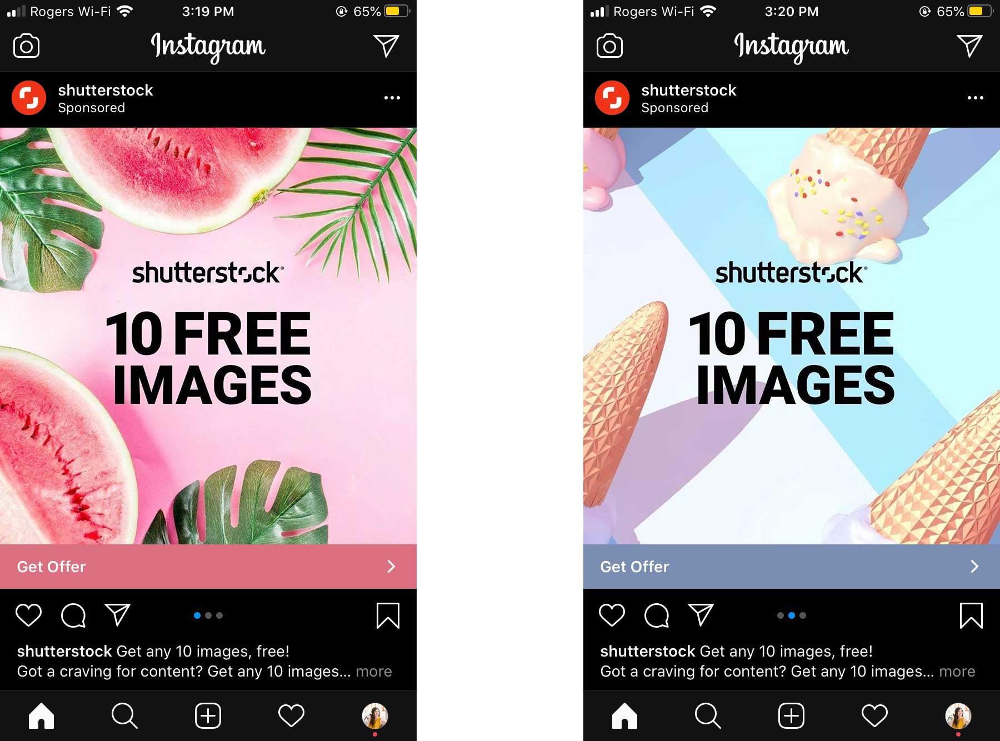 Rogers Wi-Fi 3:19 PM 65%
Instagram
shutterstock
Sponsored
shutterstock®
10 FREE
IMAGES
Get Offer
shutterstock Get any 10 images, free!
Got a craving for content? Get any 10 images... more
Rogers Wi-Fi 3:20 PM 65%
Instagram
shutterstock
Sponsored
shutterstock®
10 FREE
IMAGES
Get Offer
shutterstock Get any 10 images, free!
Got a craving for content? Get any 10 images... more